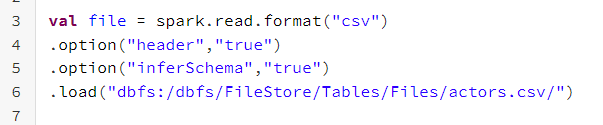 3 val file = spark.read.format("csv")
4 .option("header","true")
5 .option("inferSchema","true")
6 .load("dbfs:/dbfs/FileStore/Tables/Files/actors.csv/")
7